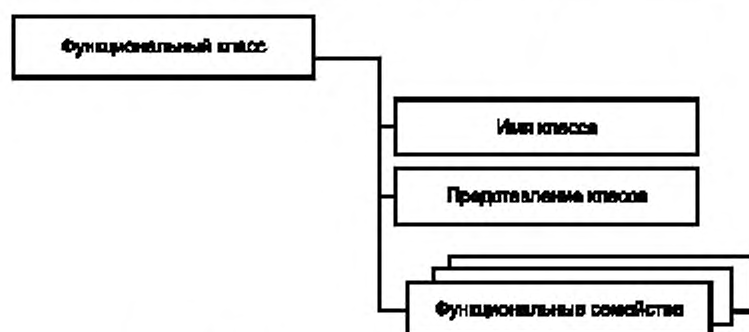 Функциональный класс
Имя класса
Представление класса
Функциональные семейства